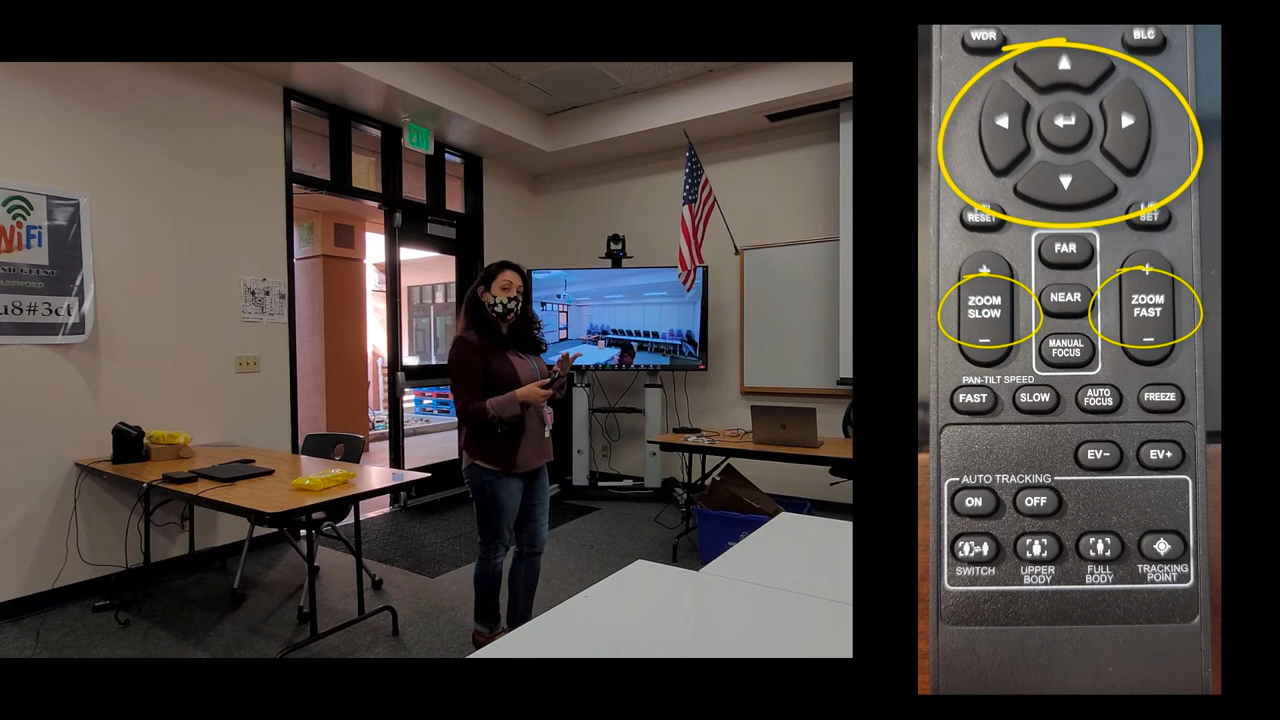 EXIT
WiFi
PASSWORD
u8#3ct
WDR
BLC
RESET
SET
FAR
ZOOM
SLOW
NEAR
ZOOM
FAST
MANUAL
FOCUS
PAN-TILT SPEED
FAST
SLOW
AUTO
FOCUS
FREEZE
EV-
EV+
AUTO TRACKING
ON
OFF
SWITCH
UPPER
BODY
FULL
BODY
TRACKING
POINT